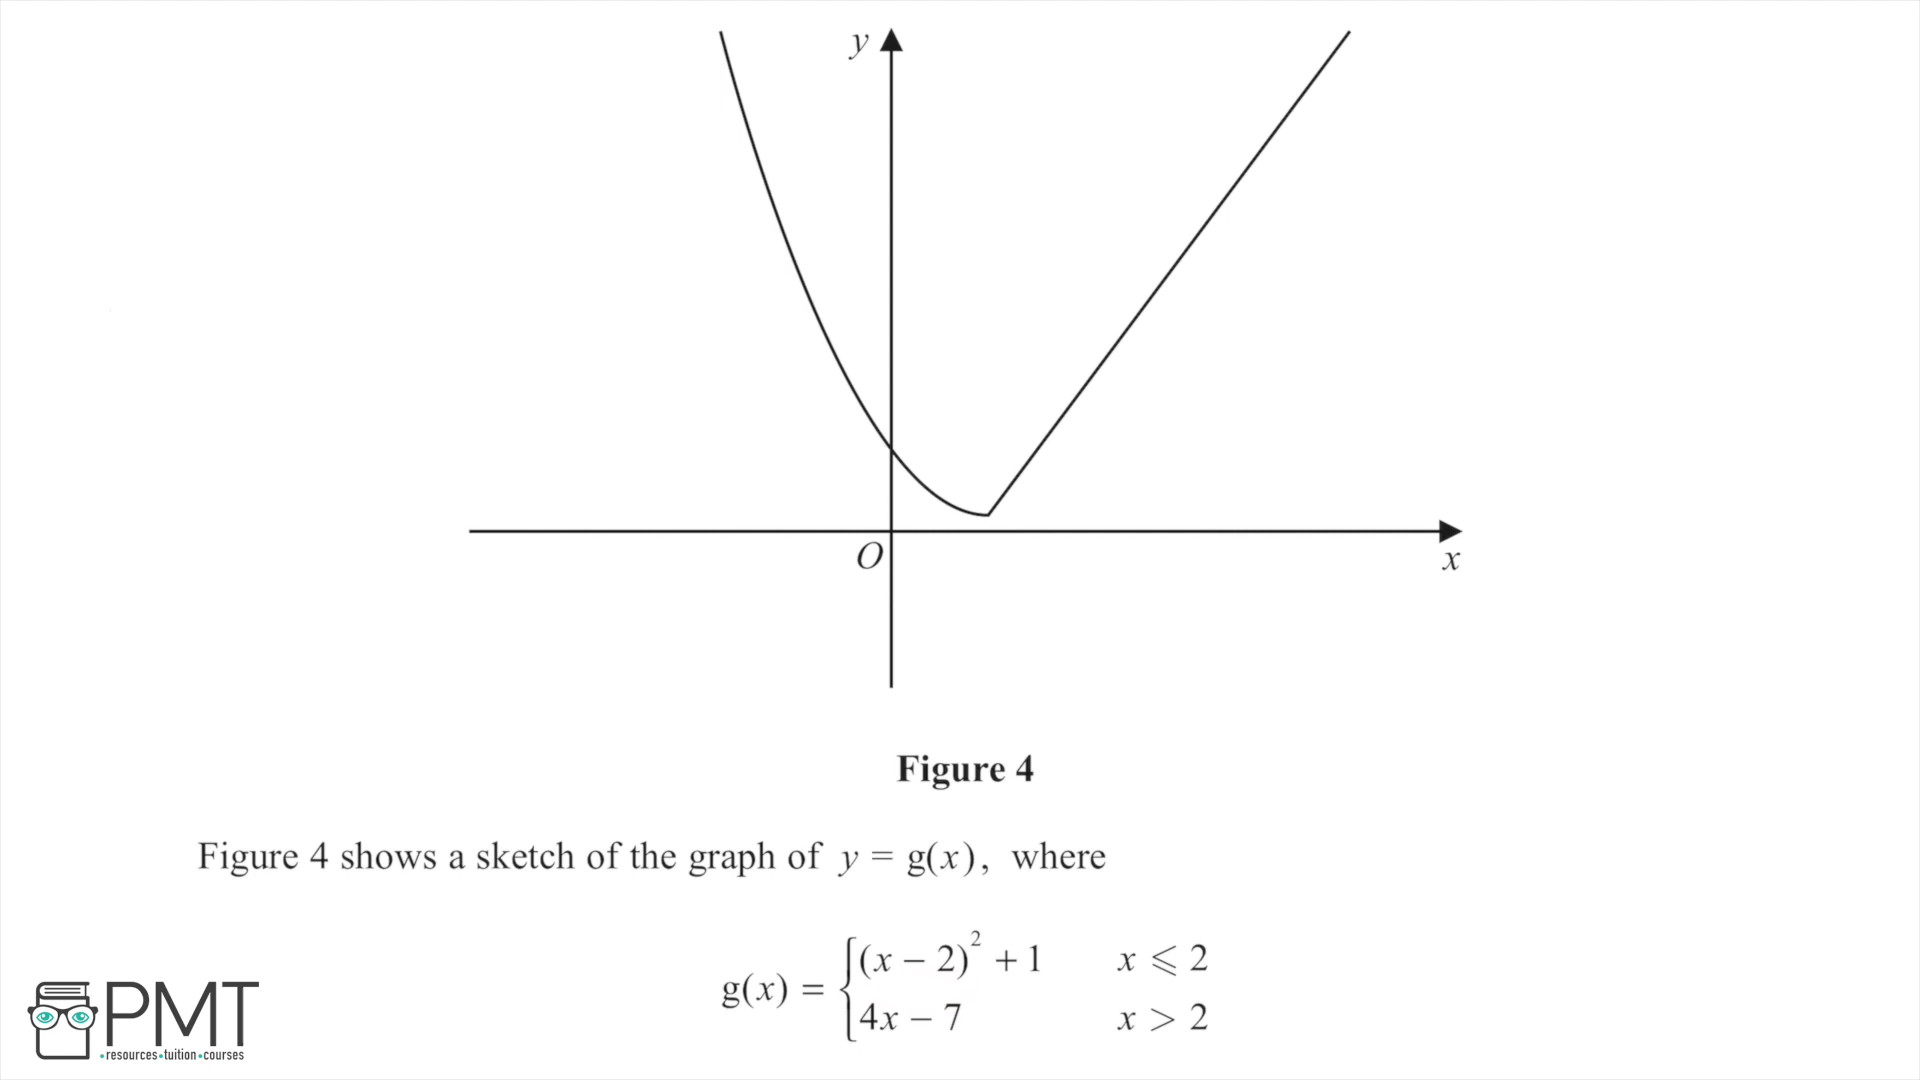 y
O
x
Figure 4
Figure 4 shows a sketch of the graph of y = g(x), where
g(x) = { (x − 2)² + 1    x ⩽ 2
4x − 7    x > 2
PMT
•resources•tuition•courses